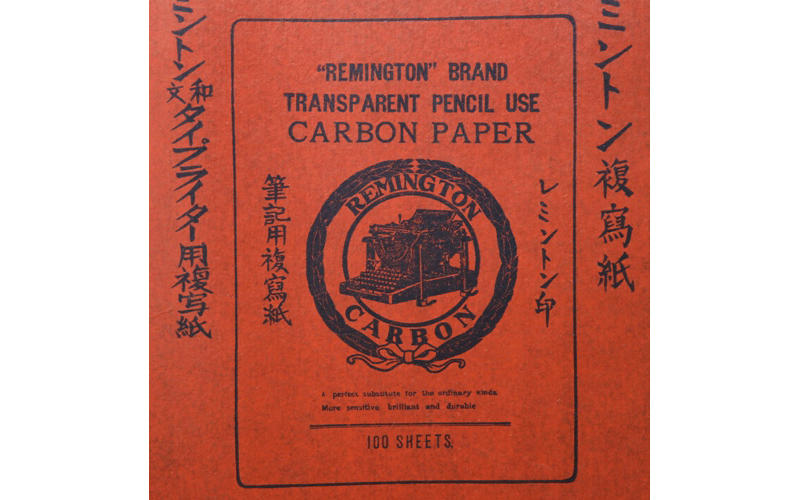 ミントン複寫紙
"REMINGTON" BRAND
TRANSPARENT PENCIL USE
CARBON PAPER
レミントン印
REMINGTON
CARBON
筆記用複寫紙
A perfect substitute for the ordinary kinds
More sensitive, brilliant and durable
100 SHEETS.
ミントン和文タイプライター用複写紙